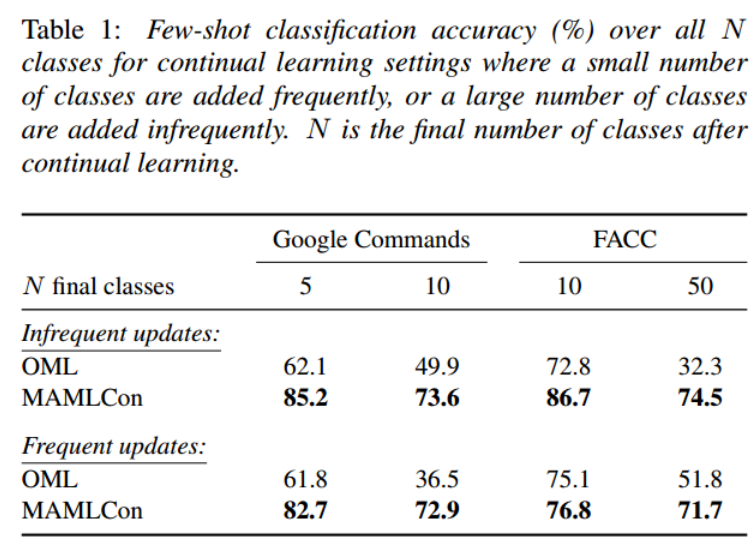 Table 1: Few-shot classification accuracy (%) over all N
classes for continual learning settings where a small number
of classes are added frequently, or a large number of classes
are added infrequently. N is the final number of classes after
continual learning.
Google Commands FACC
N final classes 5 10 10 50
Infrequent updates:
OML 62.1 49.9 72.8 32.3
MAMLCon 85.2 73.6 86.7 74.5
Frequent updates:
OML 61.8 36.5 75.1 51.8
MAMLCon 82.7 72.9 76.8 71.7